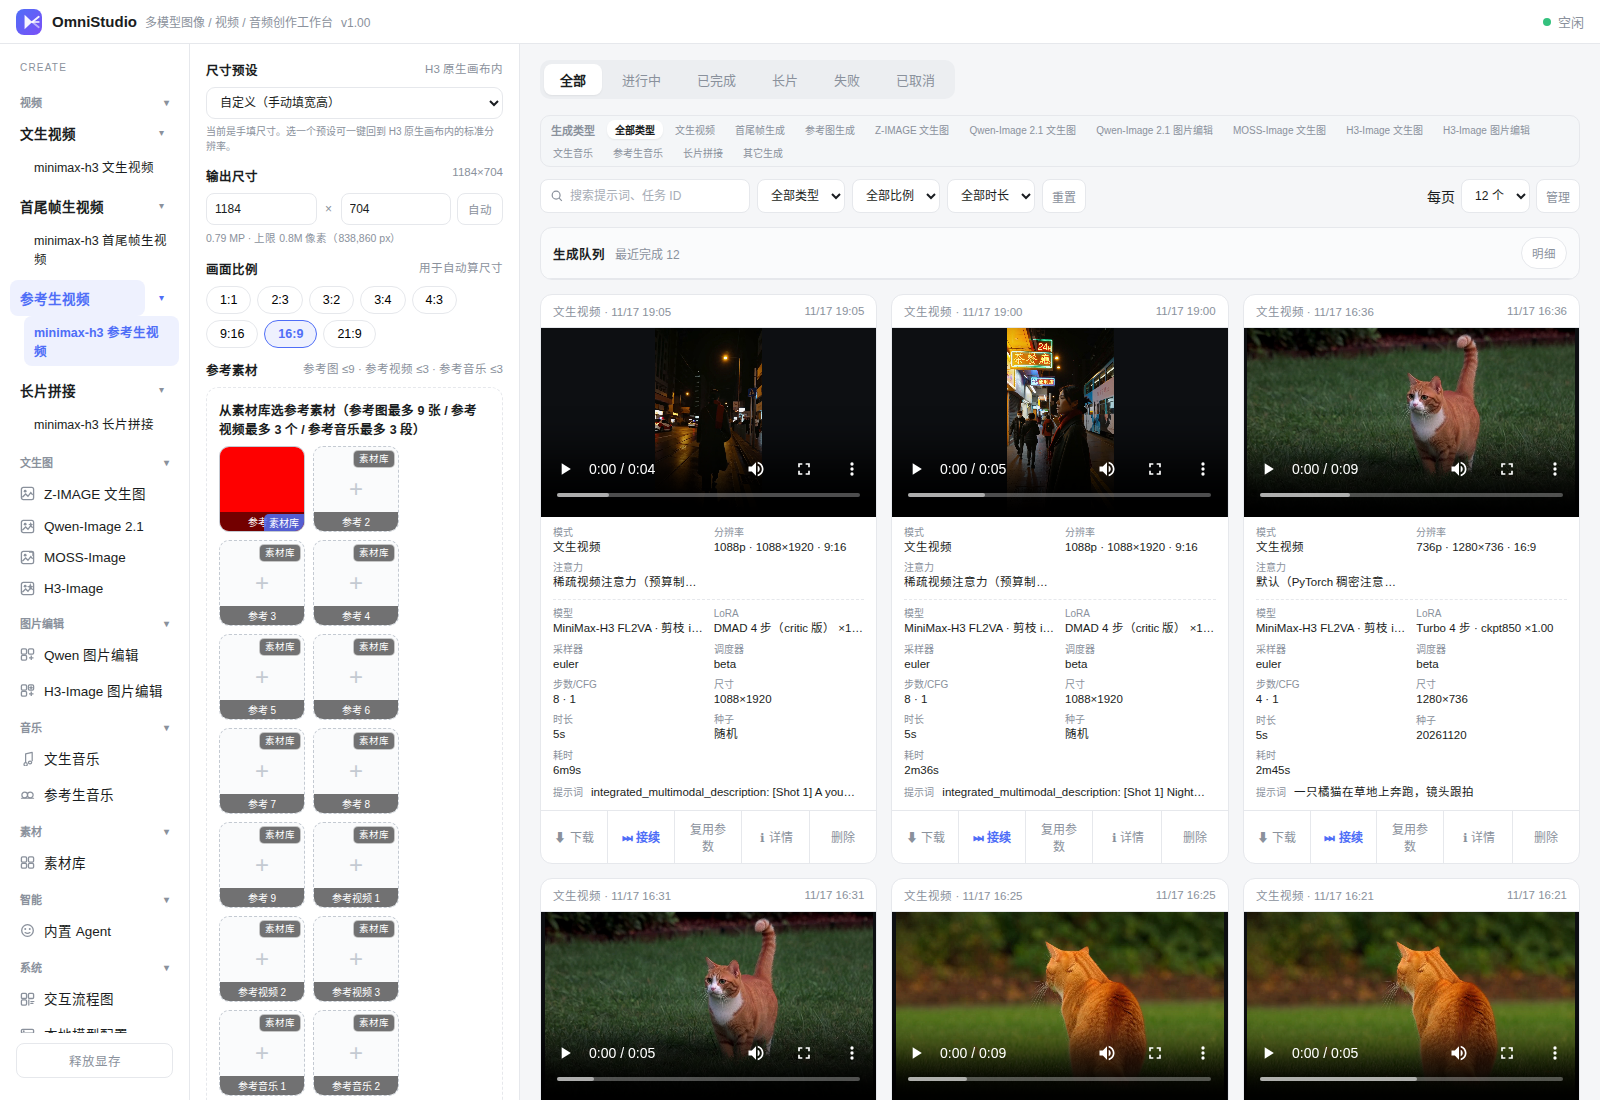 OmniStudio 多模型图像 / 视频 / 音频创作工作台 v1.00
空闲
CREATE
视频
文生视频
minimax-h3 文生视频
首尾帧生视频
minimax-h3 首尾帧生视
频
参考生视频
minimax-h3 参考生视
频
长片拼接
minimax-h3 长片拼接
文生图
Z-IMAGE 文生图
Qwen-Image 2.1
MOSS-Image
H3-Image
图片编辑
Qwen 图片编辑
H3-Image 图片编辑
音乐
文生音乐
参考生音乐
素材
素材库
智能
内置 Agent
系统
交互流程图
释放显存
尺寸预设 H3 原生画布内
自定义（手动填宽高）
当前是手填尺寸。选一个预设可一键回到 H3 原生画布内的标准分
辨率。
输出尺寸 1184×704
1184 × 704 自动
0.79 MP · 上限 0.8M 像素（838,860 px）
画面比例 用于自动算尺寸
1:1 2:3 3:2 3:4 4:3
9:16 16:9 21:9
参考素材 参考图 ≤9 · 参考视频 ≤3 · 参考音乐 ≤3
从素材库选参考素材（参考图最多 9 张 / 参考
视频最多 3 个 / 参考音乐最多 3 段）
素材库
素材库
参考 2
素材库 素材库
参考 3 参考 4
素材库 素材库
参考 5 参考 6
素材库 素材库
参考 7 参考 8
素材库 素材库
参考 9 参考视频 1
素材库 素材库
参考视频 2 参考视频 3
素材库 素材库
参考音乐 1 参考音乐 2
全部 进行中 已完成 长片 失败 已取消
生成类型 全部类型 文生视频 首尾帧生成 参考图生成 Z-IMAGE 文生图 Qwen-Image 2.1 文生图 Qwen-Image 2.1 图片编辑 MOSS-Image 文生图 H3-Image 文生图 H3-Image 图片编辑
文生音乐 参考生音乐 长片拼接 其它生成
搜索提示词、任务 ID 全部类型 全部比例 全部时长 重置 每页 12 个 管理
生成队列 最近完成 12 明细
文生视频 · 11/17 19:05 11/17 19:05
0:00 / 0:04
模式 分辨率
文生视频 1088p · 1088×1920 · 9:16
注意力
稀疏视频注意力（预算制…
模型 LoRA
MiniMax-H3 FL2VA · 剪枝 i… DMAD 4 步（critic 版） ×1…
采样器 调度器
euler beta
步数/CFG 尺寸
8 · 1 1088×1920
时长 种子
5s 随机
耗时
6m9s
提示词 integrated_multimodal_description: [Shot 1] A you…
下载 接续 复用参数 详情 删除
文生视频 · 11/17 19:00 11/17 19:00
24H
0:00 / 0:05
模式 分辨率
文生视频 1088p · 1088×1920 · 9:16
注意力
稀疏视频注意力（预算制…
模型 LoRA
MiniMax-H3 FL2VA · 剪枝 i… DMAD 4 步（critic 版） ×1…
采样器 调度器
euler beta
步数/CFG 尺寸
8 · 1 1088×1920
时长 种子
5s 随机
耗时
2m36s
提示词 integrated_multimodal_description: [Shot 1] Night…
下载 接续 复用参数 详情 删除
文生视频 · 11/17 16:36 11/17 16:36
0:00 / 0:09
模式 分辨率
文生视频 736p · 1280×736 · 16:9
注意力
默认（PyTorch 稠密注意…
模型 LoRA
MiniMax-H3 FL2VA · 剪枝 i… Turbo 4 步 · ckpt850 ×1.00
采样器 调度器
euler beta
步数/CFG 尺寸
4 · 1 1280×736
时长 种子
5s 20261120
耗时
2m45s
提示词 一只橘猫在草地上奔跑，镜头跟拍
下载 接续 复用参数 详情 删除
文生视频 · 11/17 16:31 11/17 16:31
0:00 / 0:05
文生视频 · 11/17 16:25 11/17 16:25
0:00 / 0:09
文生视频 · 11/17 16:21 11/17 16:21
0:00 / 0:05